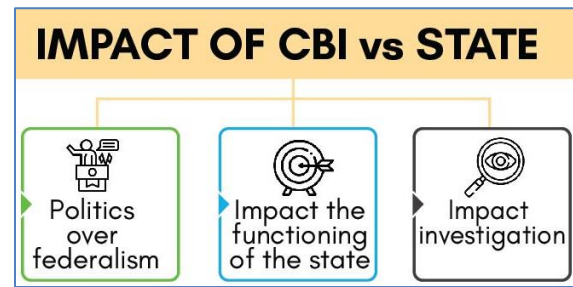 IMPACT OF CBI vs STATE
Politics
over
federalism
Impact the
functioning
of the state
Impact
investigation